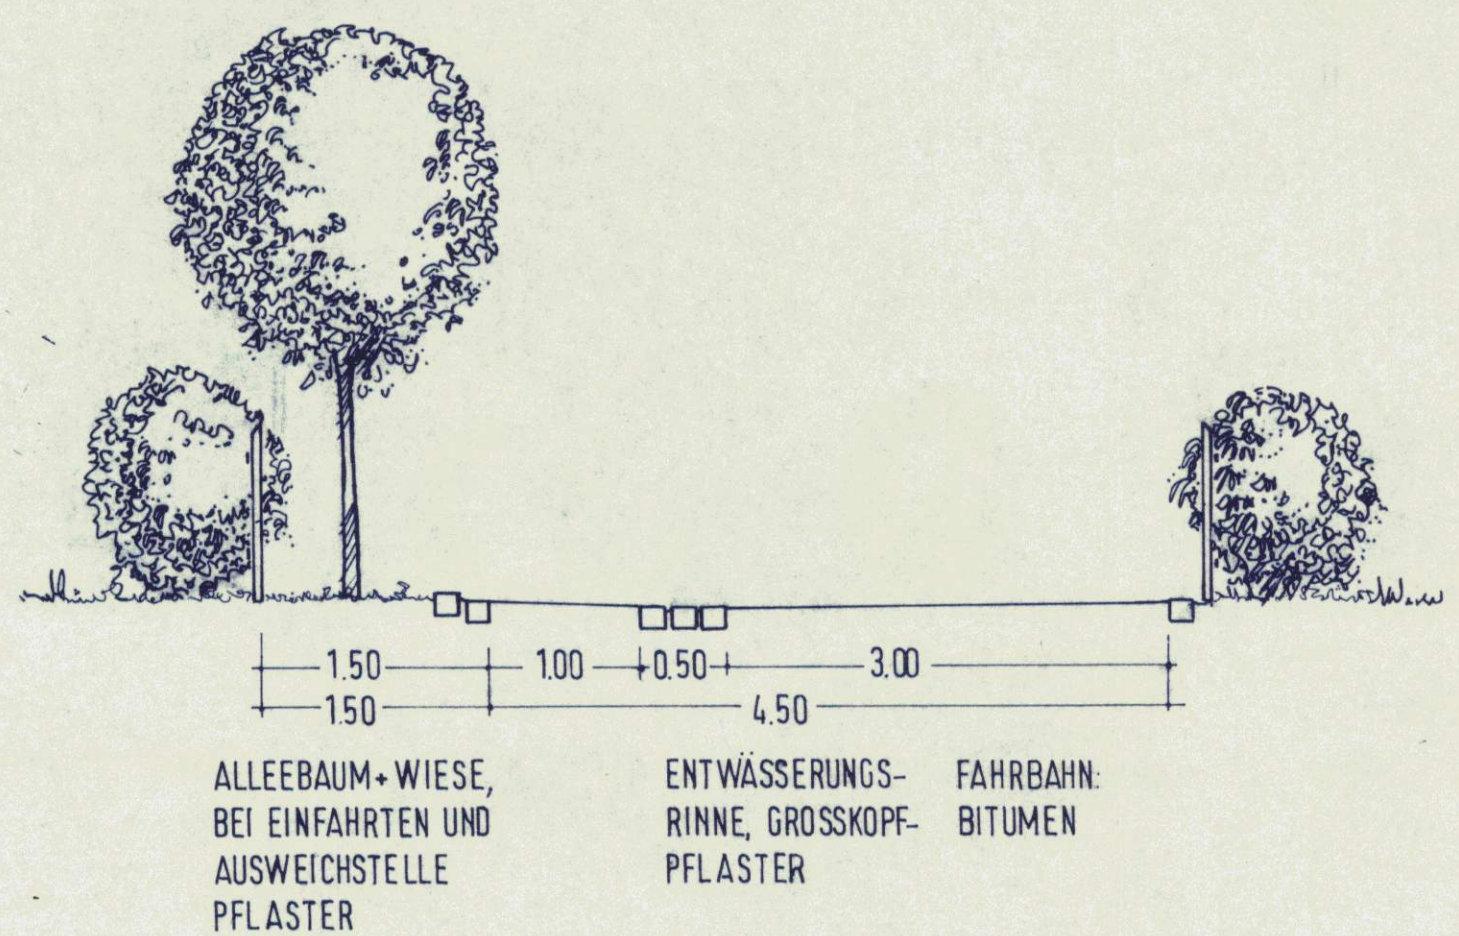 1.50 1.00 0.50 3.00
1.50 4.50
ALLEEBAUM+WIESE,
BEI EINFAHRTEN UND
AUSWEICHSTELLE
PFLASTER
ENTWÄSSERUNGS-
RINNE, GROSSKOPF-
PFLASTER
FAHRBAHN:
BITUMEN